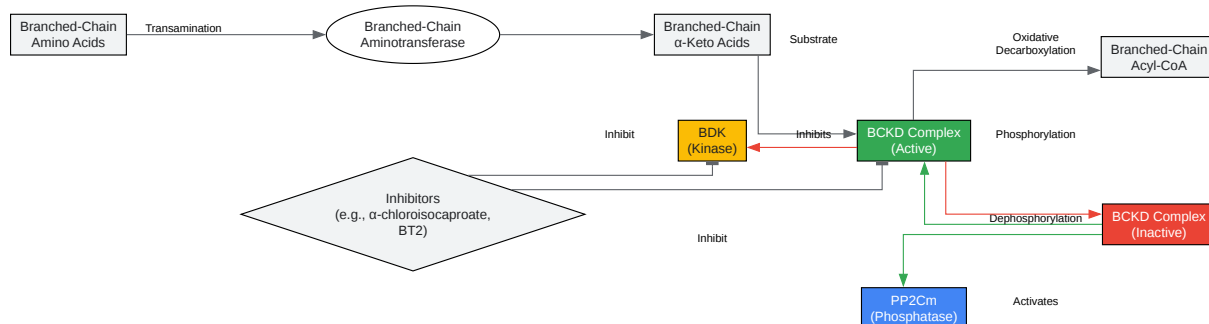 Branched-Chain
Amino Acids
Transamination
Branched-Chain
Aminotransferase
Branched-Chain
α-Keto Acids
Substrate
Oxidative
Decarboxylation
Branched-Chain
Acyl-CoA
Inhibit
BDK
(Kinase)
Inhibits
BCKD Complex
(Active)
Phosphorylation
Inhibitors
(e.g., α-chloroisocaproate,
BT2)
Inhibit
Dephosphorylation
BCKD Complex
(Inactive)
PP2Cm
(Phosphatase)
Activates